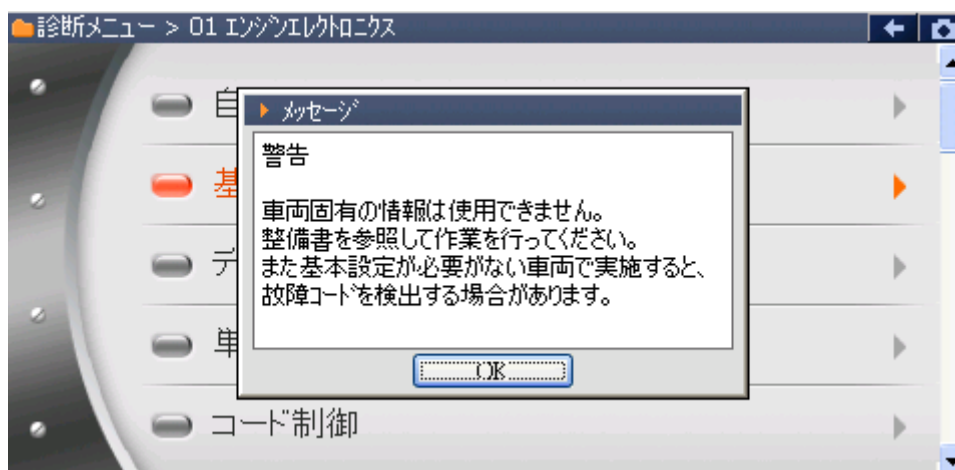 診断メニュー > 01 エンジンエレクトロニクス
自
メッセージ
警告
基
車両固有の情報は使用できません。
整備書を参照して作業を行ってください。
デ
また基本設定が必要がない車両で実施すると、
故障コードを検出する場合があります。
単
OK
コード制御